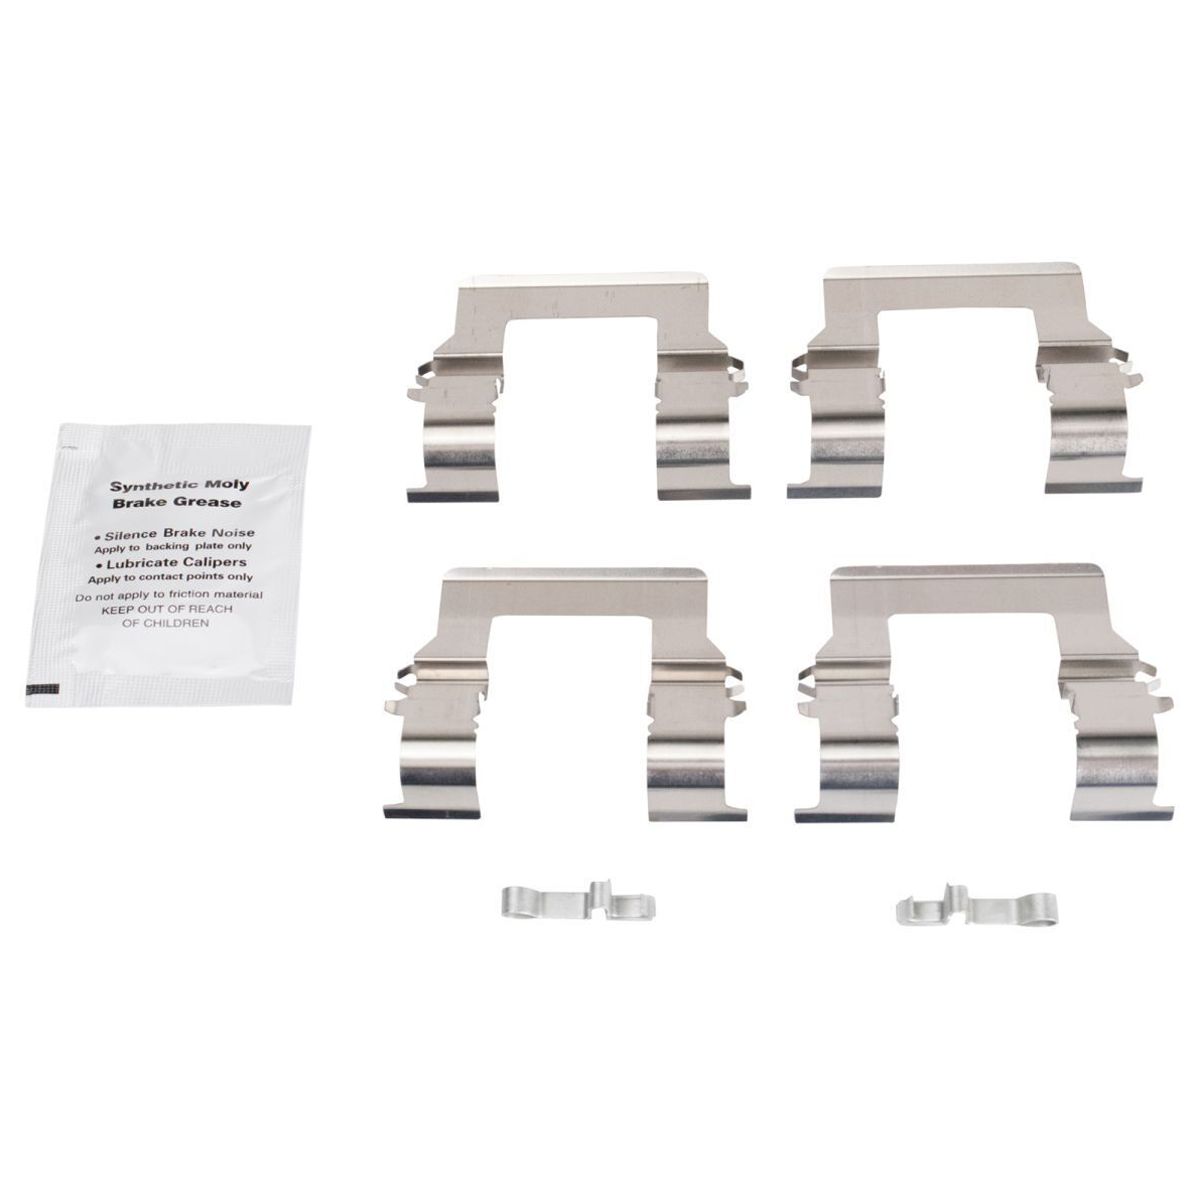 Synthetic Moly
Brake Grease
• Silence Brake Noise
Apply to backing plate only
• Lubricate Calipers
Apply to contact points only
Do not apply to friction material
KEEP OUT OF REACH
OF CHILDREN